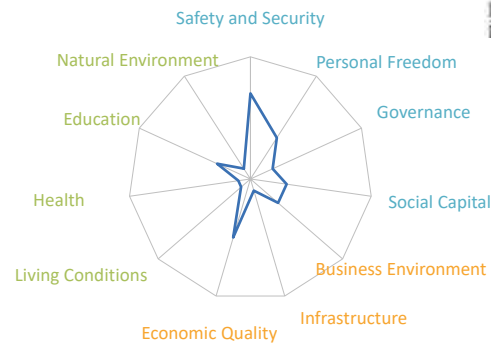 Safety and Security
Natural Environment
Personal Freedom
Education
Governance
Health
Social Capital
Living Conditions
Business Environment
Economic Quality
Infrastructure